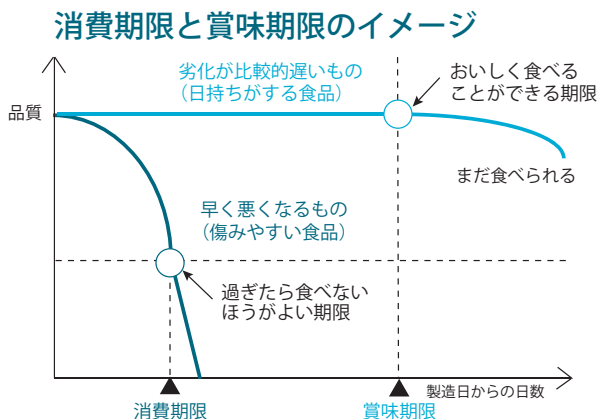 消費期限と賞味期限のイメージ
劣化が比較的遅いもの
（日持ちがする食品）
おいしく食べる
ことができる期限
品質
まだ食べられる
早く悪くなるもの
（傷みやすい食品）
過ぎたら食べない
ほうがよい期限
製造日からの日数
消費期限
賞味期限